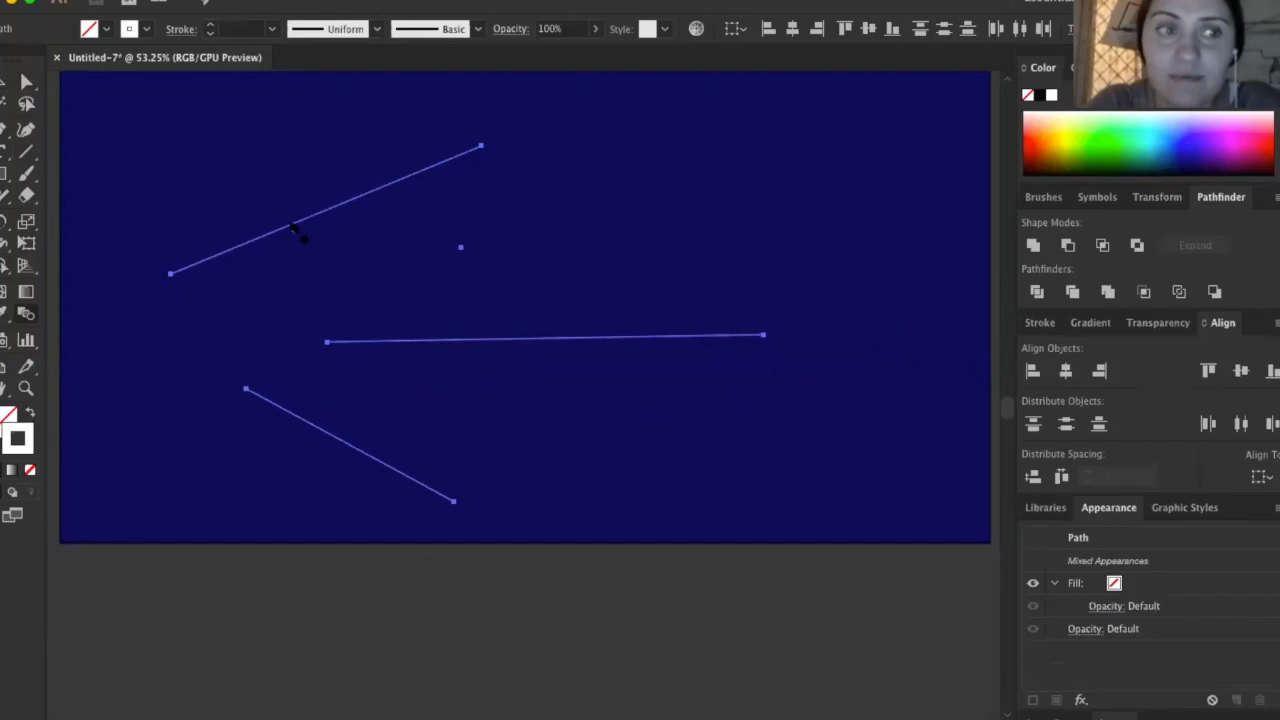 ath Stroke: Uniform Basic Opacity: 100% Style:
Untitled-7* @ 53.25% (RGB/GPU Preview)
Color
Brushes Symbols Transform Pathfinder
Shape Modes:
Expand
Pathfinders:
Stroke Gradient Transparency Align
Align Objects:
Distribute Objects:
Distribute Spacing: Align To
Libraries Appearance Graphic Styles
Path
Mixed Appearances
Fill:
Opacity: Default
Opacity: Default
fx